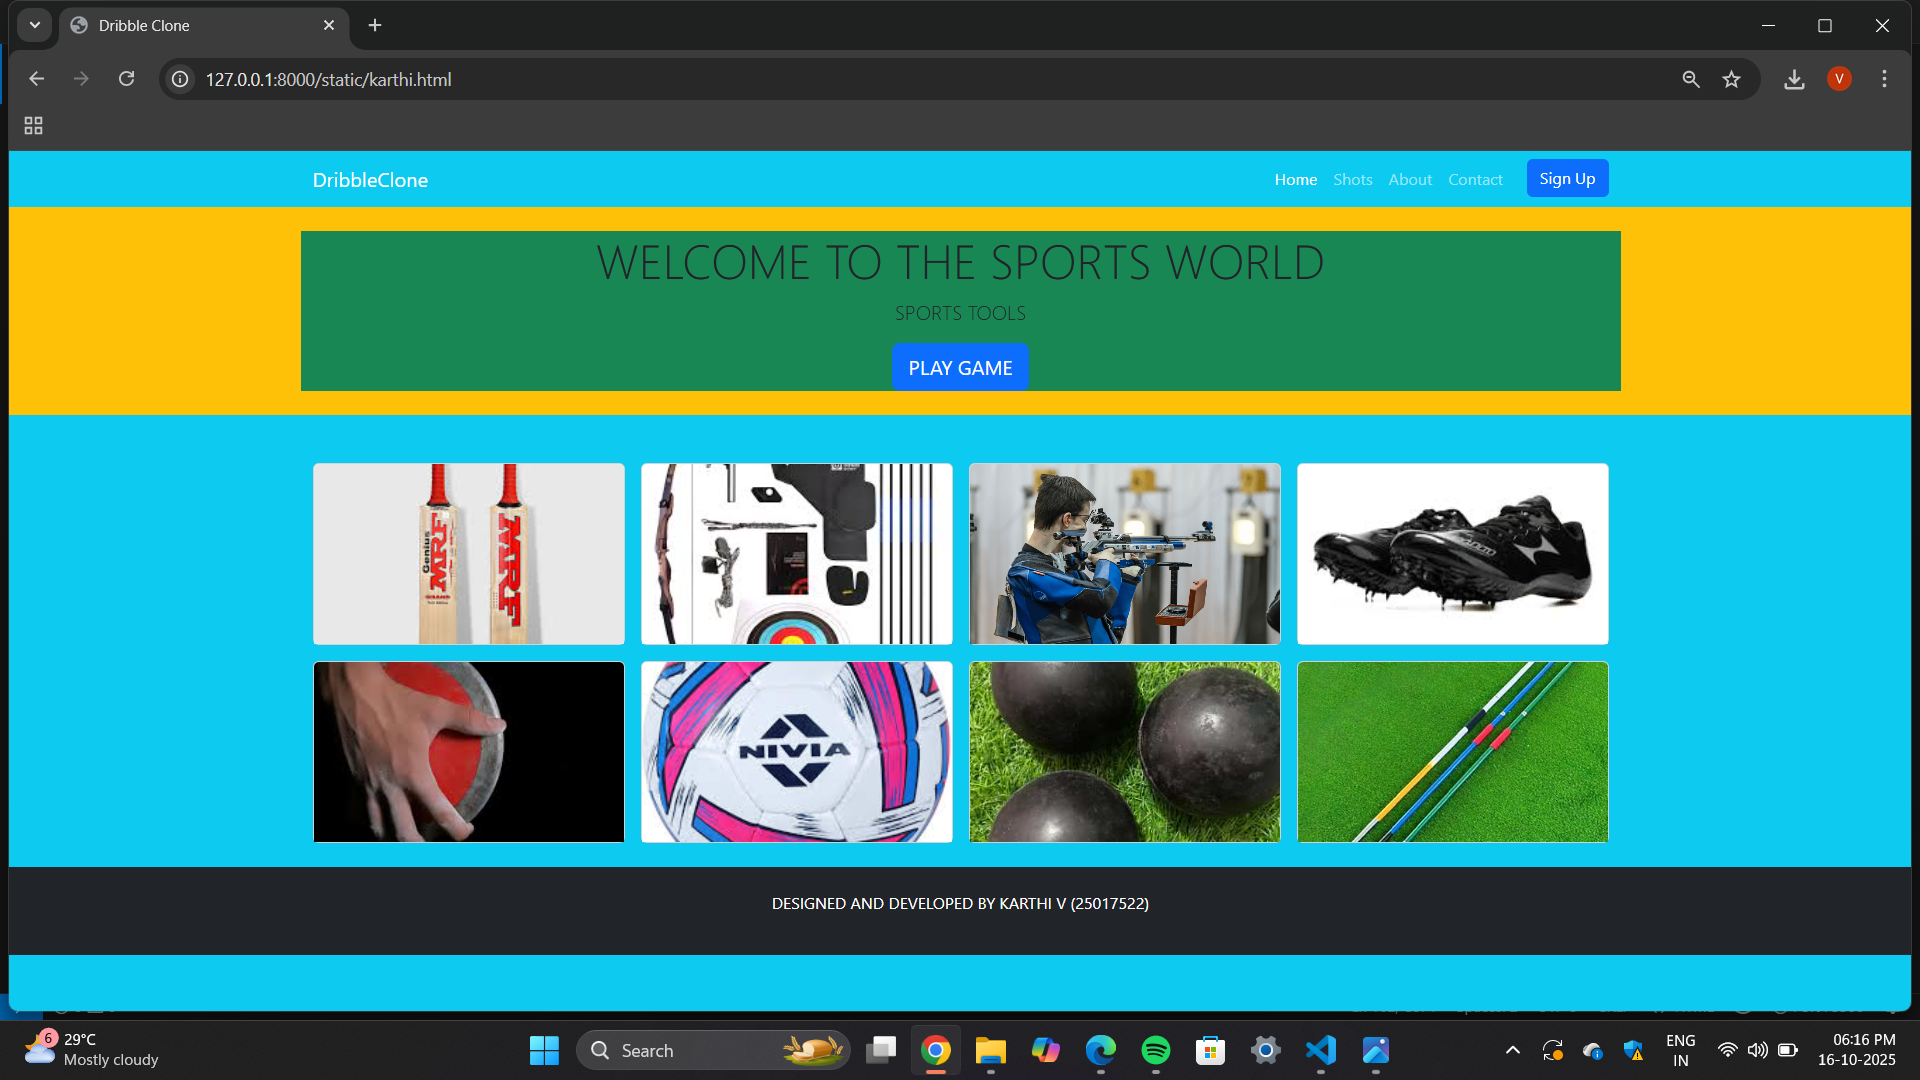 Dribble Clone
127.0.0.1:8000/static/karthi.html
V
DribbleClone
Home Shots About Contact Sign Up
WELCOME TO THE SPORTS WORLD
SPORTS TOOLS
PLAY GAME
Genius
MRF
GRAND
MRF
NIVIA
DESIGNED AND DEVELOPED BY KARTHI V (25017522)
6
29°C
Mostly cloudy
Search
ENG
IN
06:16 PM
16-10-2025